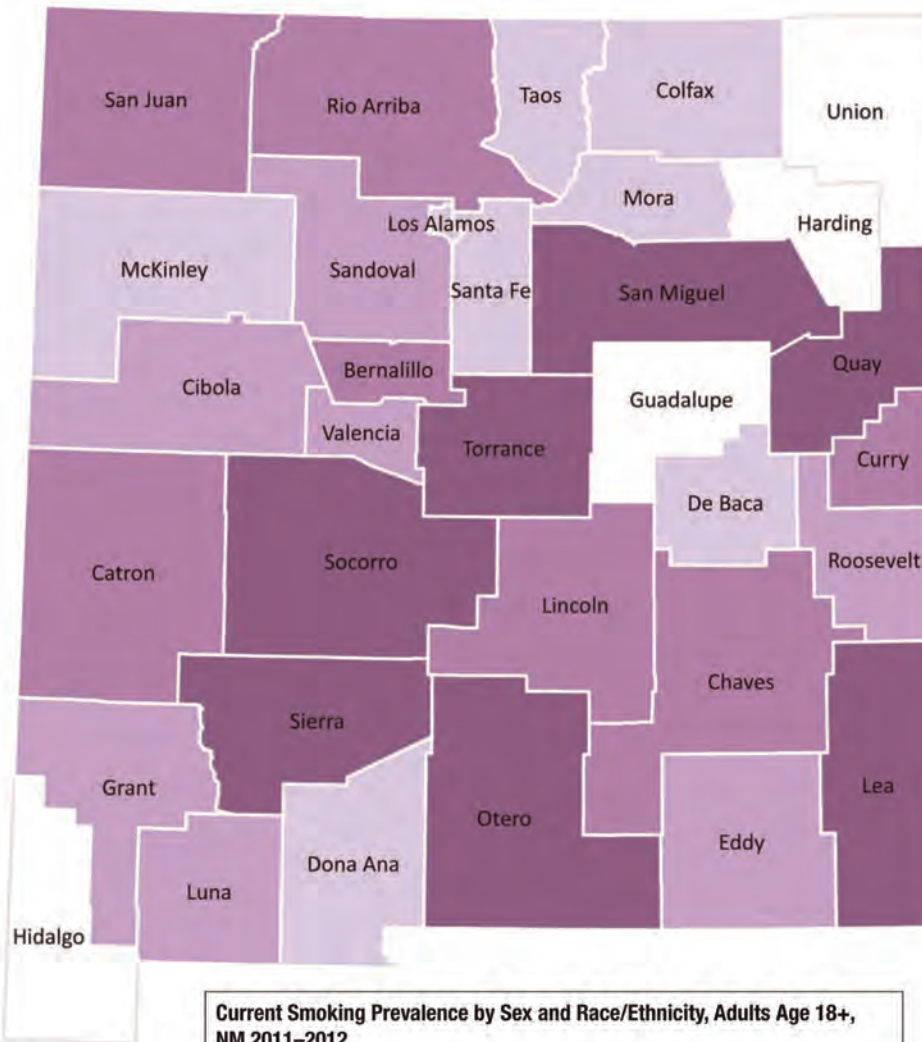 San Juan
Rio Arriba
Taos
Colfax
Union
Mora
Harding
Los Alamos
McKinley
Sandoval
Santa Fe
San Miguel
Bernalillo
Quay
Cibola
Guadalupe
Valencia
Torrance
Curry
De Baca
Catron
Socorro
Roosevelt
Lincoln
Chaves
Sierra
Grant
Lea
Otero
Eddy
Dona Ana
Luna
Hidalgo
Current Smoking Prevalence by Sex and Race/Ethnicity, Adults Age 18+,
NM 2011–2012